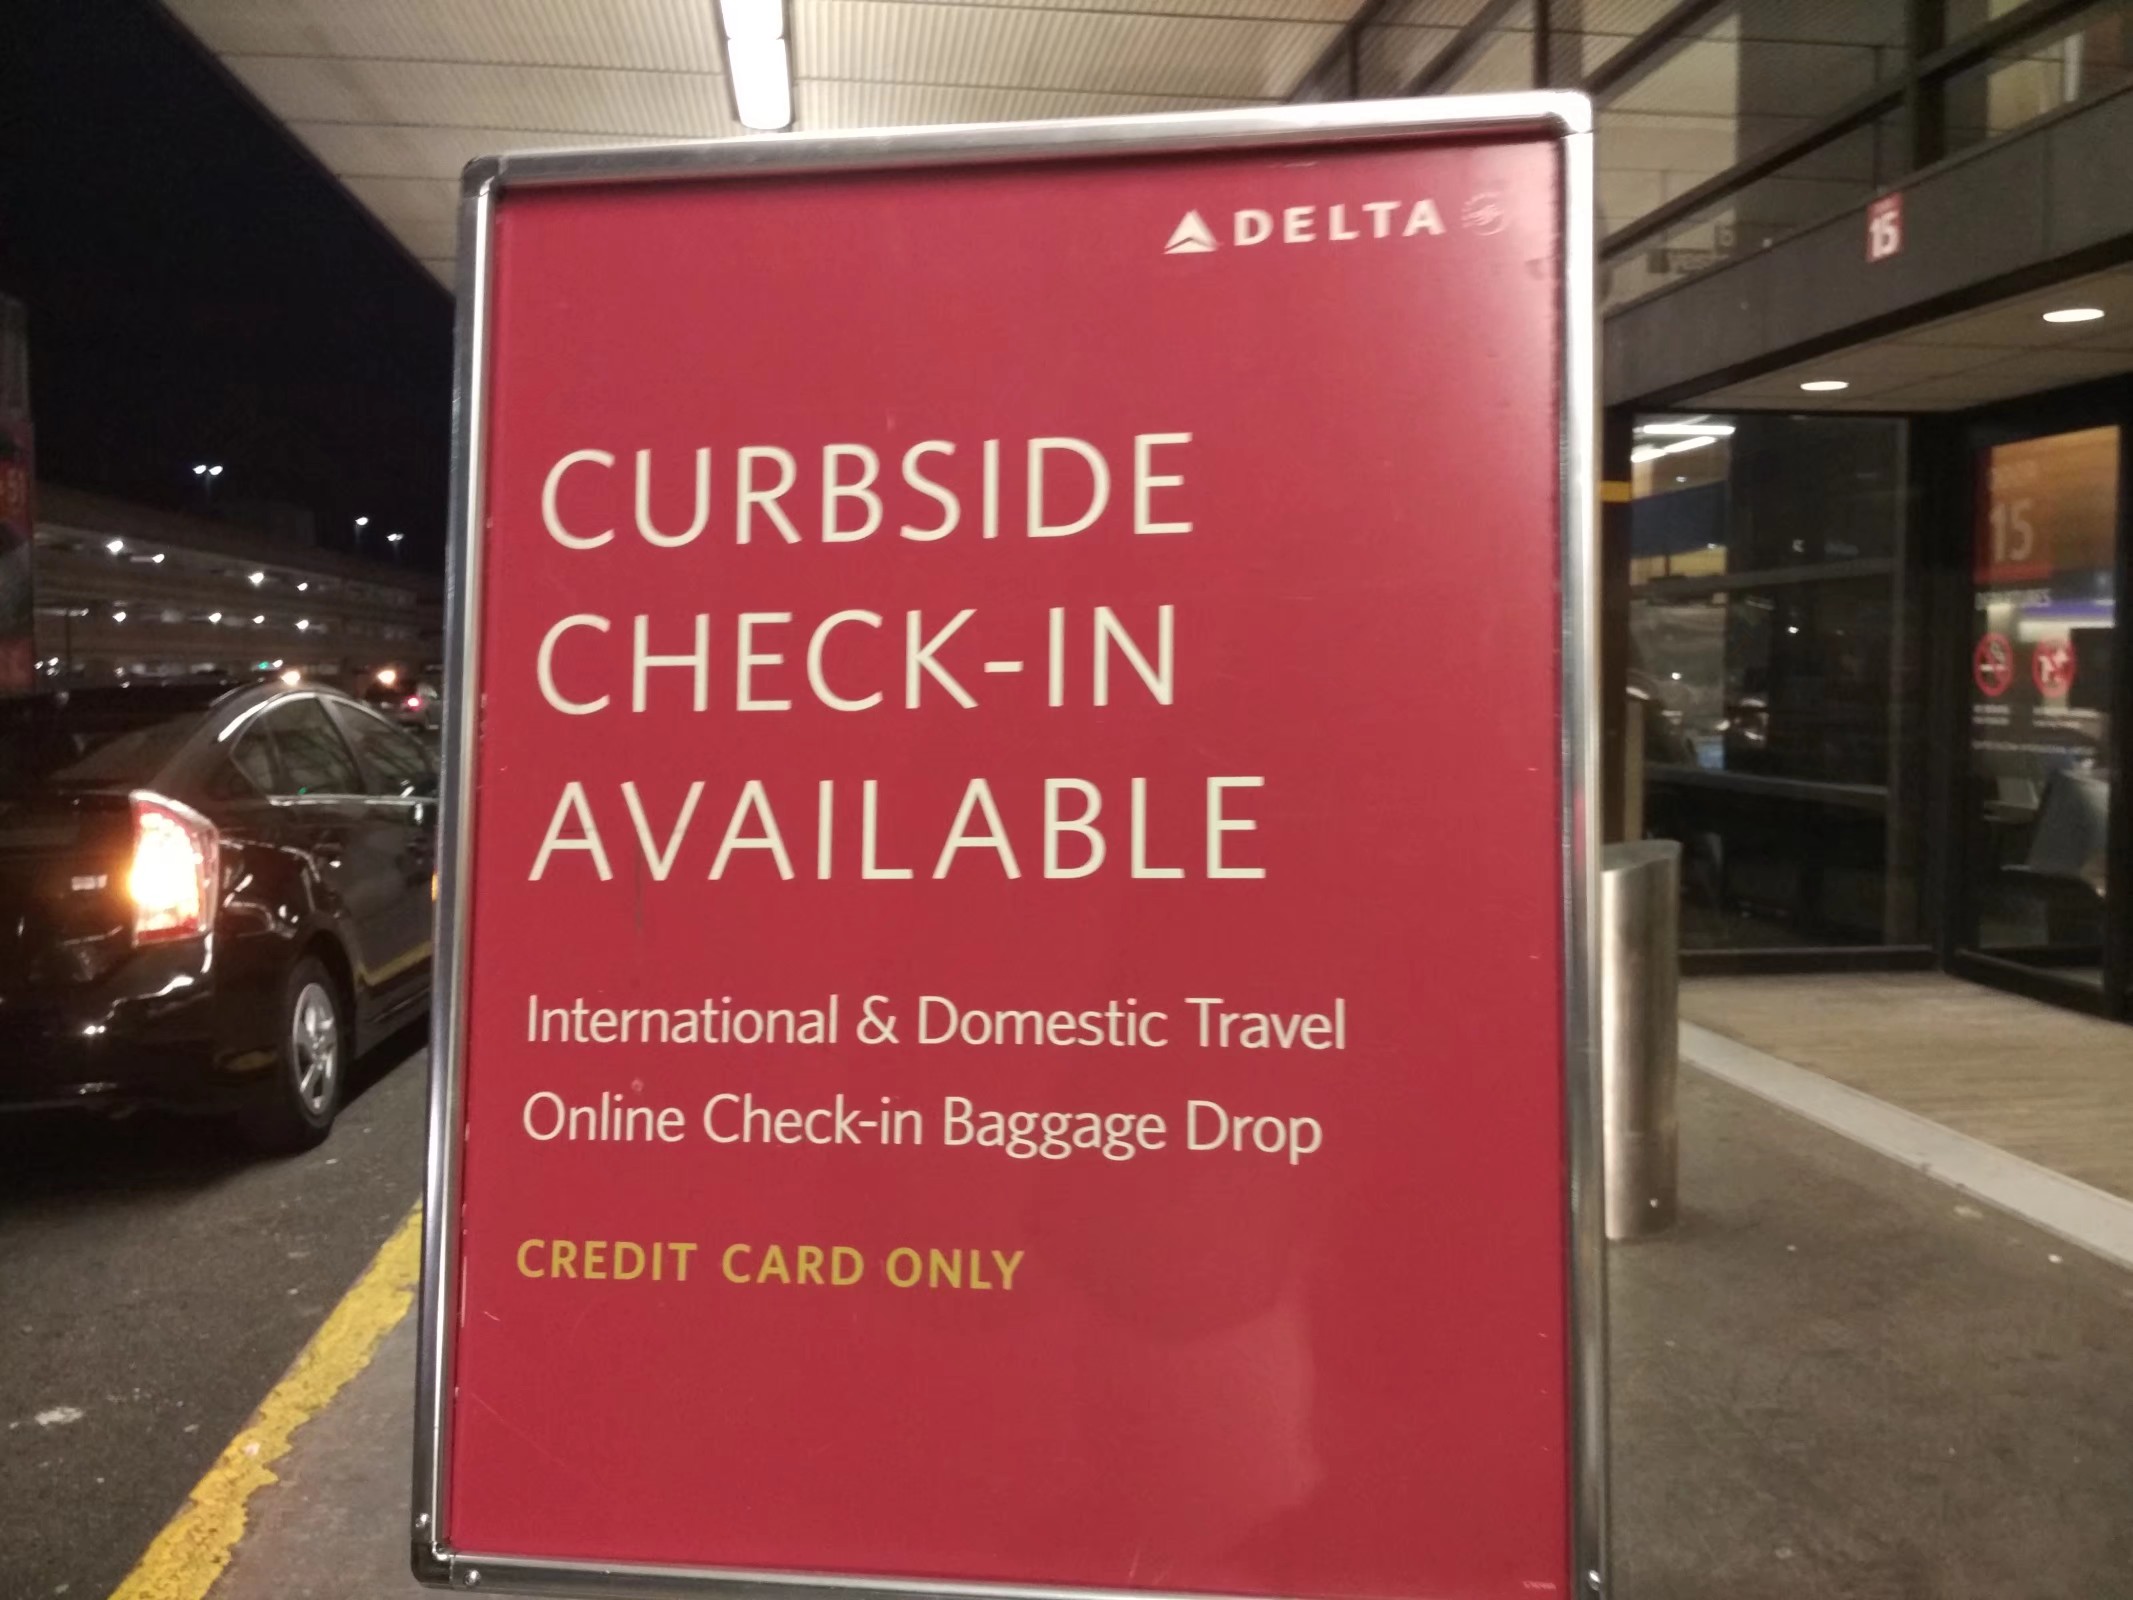 DELTA
CURBSIDE
CHECK-IN
AVAILABLE
International & Domestic Travel
Online Check-in Baggage Drop
CREDIT CARD ONLY
15
15